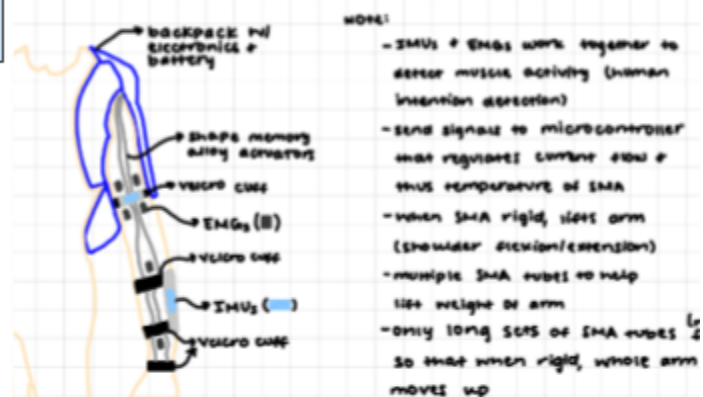 backpack w/
electronics +
battery
shape memory
alloy actuators
velcro cuff
EMGs ( )
velcro cuff
IMUs ( )
velcro cuff
NOTE:
- IMUs + EMGs work together to
detect muscle activity (human
intention detection)
- send signals to microcontroller
that regulates current flow +
thus temperature of SMA
- when SMA rigid, lifts arm
(shoulder flexion/extension)
- multiple SMA tubes to help
lift weight of arm
- only long sets of SMA tubes
so that when rigid, whole arm
moves up